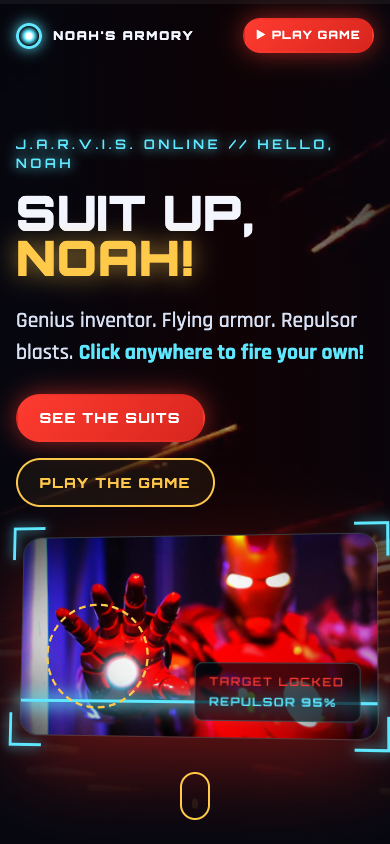 NOAH'S ARMORY
▶ PLAY GAME
J.A.R.V.I.S. ONLINE // HELLO,
NOAH
SUIT UP,
NOAH!
Genius inventor. Flying armor. Repulsor
blasts. Click anywhere to fire your own!
SEE THE SUITS
PLAY THE GAME
TARGET LOCKED
REPULSOR 95%